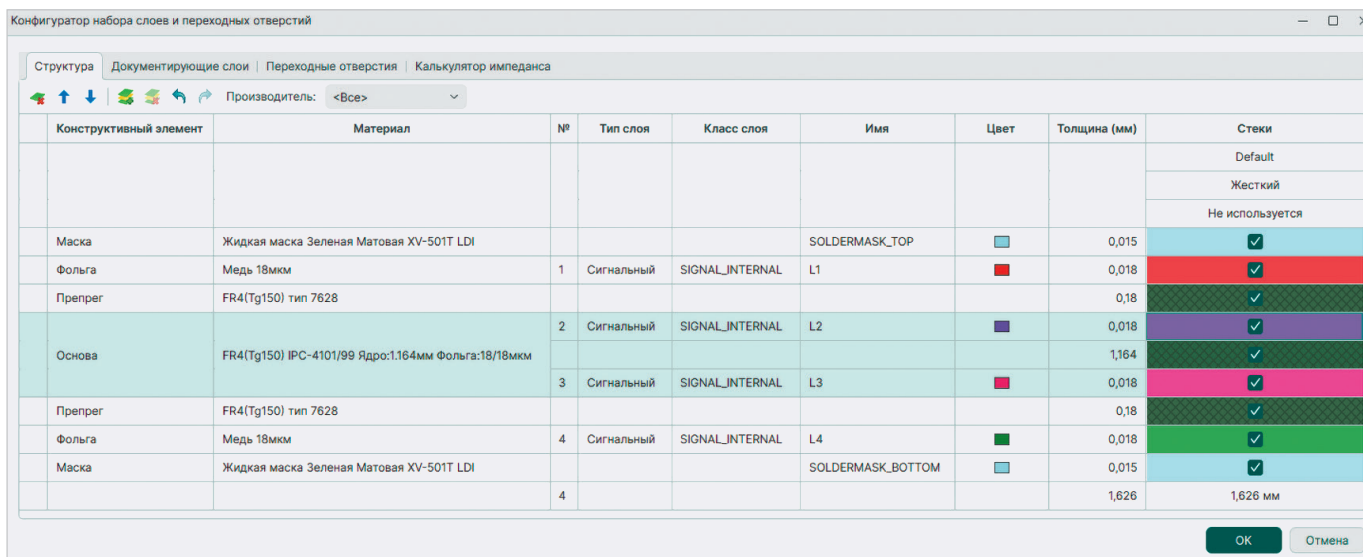 Конфигуратор набора слоев и переходных отверстий
Структура Документирующие слои Переходные отверстия Калькулятор импеданса
Производитель: <Все>
Конструктивный элемент Материал № Тип слоя Класс слоя Имя Цвет Толщина (мм) Стеки
Default
Жесткий
Не используется
Маска Жидкая маска Зеленая Матовая XV-501T LDI SOLDERMASK_TOP 0,015
Фольга Медь 18мкм 1 Сигнальный SIGNAL_INTERNAL L1 0,018
Препрег FR4(Tg150) тип 7628 0,18
2 Сигнальный SIGNAL_INTERNAL L2 0,018
Основа FR4(Tg150) IPC-4101/99 Ядро:1.164мм Фольга:18/18мкм 1,164
3 Сигнальный SIGNAL_INTERNAL L3 0,018
Препрег FR4(Tg150) тип 7628 0,18
Фольга Медь 18мкм 4 Сигнальный SIGNAL_INTERNAL L4 0,018
Маска Жидкая маска Зеленая Матовая XV-501T LDI SOLDERMASK_BOTTOM 0,015
4 1,626 1,626 мм
OK Отмена